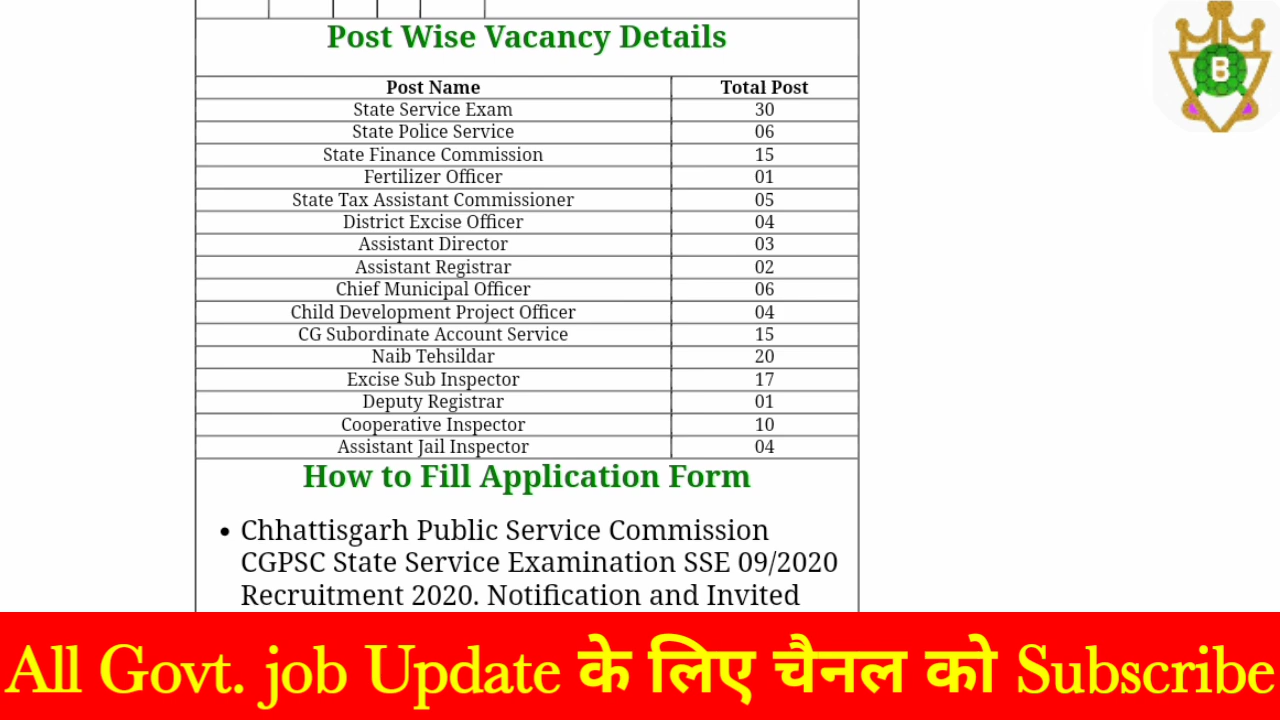 Post Wise Vacancy Details
Post Name Total Post
State Service Exam 30
State Police Service 06
State Finance Commission 15
Fertilizer Officer 01
State Tax Assistant Commissioner 05
District Excise Officer 04
Assistant Director 03
Assistant Registrar 02
Chief Municipal Officer 06
Child Development Project Officer 04
CG Subordinate Account Service 15
Naib Tehsildar 20
Excise Sub Inspector 17
Deputy Registrar 01
Cooperative Inspector 10
Assistant Jail Inspector 04
How to Fill Application Form
• Chhattisgarh Public Service Commission
CGPSC State Service Examination SSE 09/2020
Recruitment 2020. Notification and Invited
All Govt. job Update के लिए चैनल को Subscribe
B